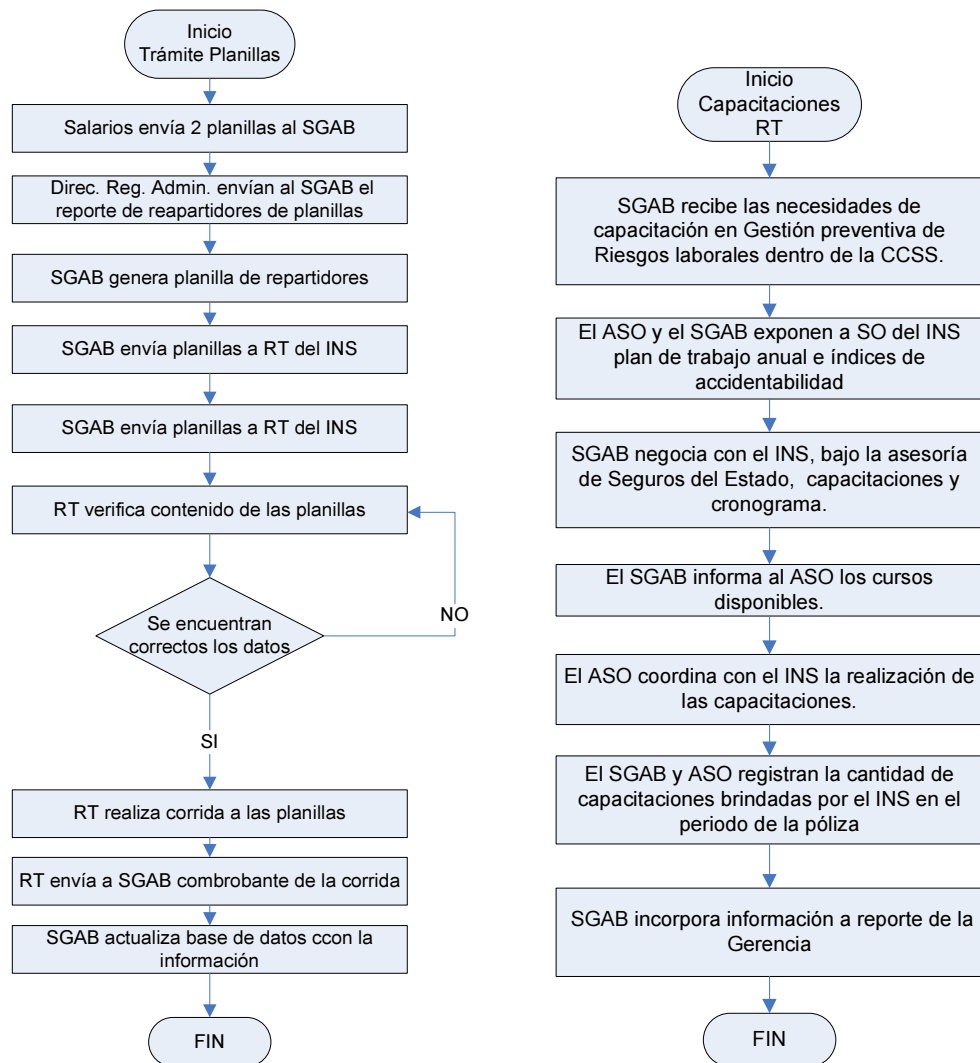 Inicio
Trámite Planillas
Salarios envía 2 planillas al SGAB
Direc. Reg. Admin. envían al SGAB el
reporte de reapartidores de planillas
SGAB genera planilla de repartidores
SGAB envía planillas a RT del INS
SGAB envía planillas a RT del INS
RT verifica contenido de las planillas
Se encuentran
correctos los datos
NO
SI
RT realiza corrida a las planillas
RT envía a SGAB combrobante de la corrida
SGAB actualiza base de datos ccon la
información
FIN
Inicio
Capacitaciones
RT
SGAB recibe las necesidades de
capacitación en Gestión preventiva de
Riesgos laborales dentro de la CCSS.
El ASO y el SGAB exponen a SO del INS
plan de trabajo anual e índices de
accidentabilidad
SGAB negocia con el INS, bajo la asesoría
de Seguros del Estado, capacitaciones y
cronograma.
El SGAB informa al ASO los cursos
disponibles.
El ASO coordina con el INS la realización de
las capacitaciones.
El SGAB y ASO registran la cantidad de
capacitaciones brindadas por el INS en el
periodo de la póliza
SGAB incorpora información a reporte de la
Gerencia
FIN